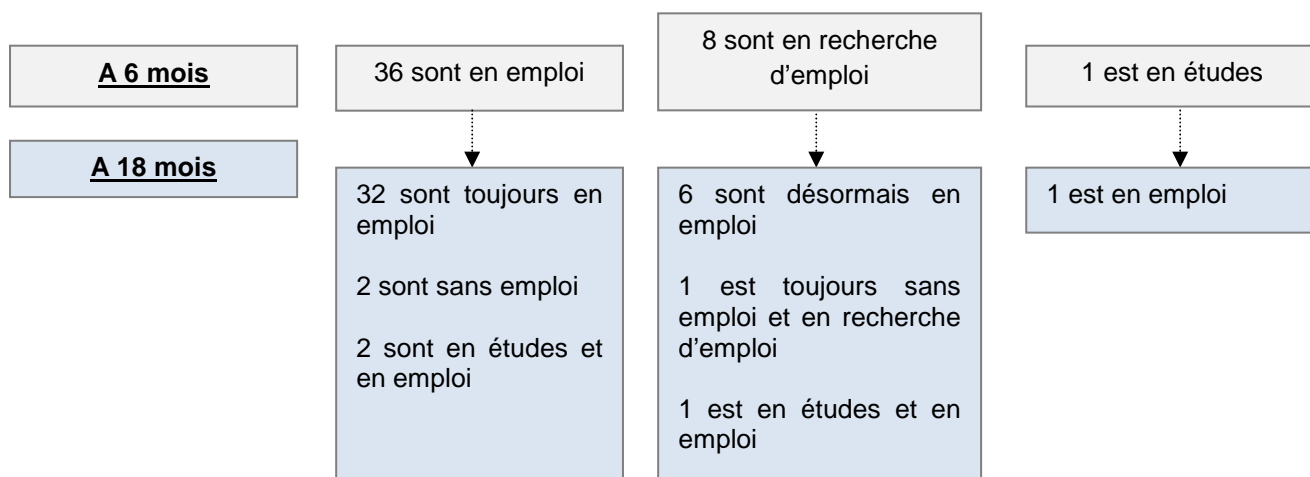 A 6 mois
36 sont en emploi
8 sont en recherche
d’emploi
1 est en études
A 18 mois
32 sont toujours en
emploi
2 sont sans emploi
2 sont en études et
en emploi
6 sont désormais en
emploi
1 est toujours sans
emploi et en recherche
d’emploi
1 est en études et en
emploi
1 est en emploi